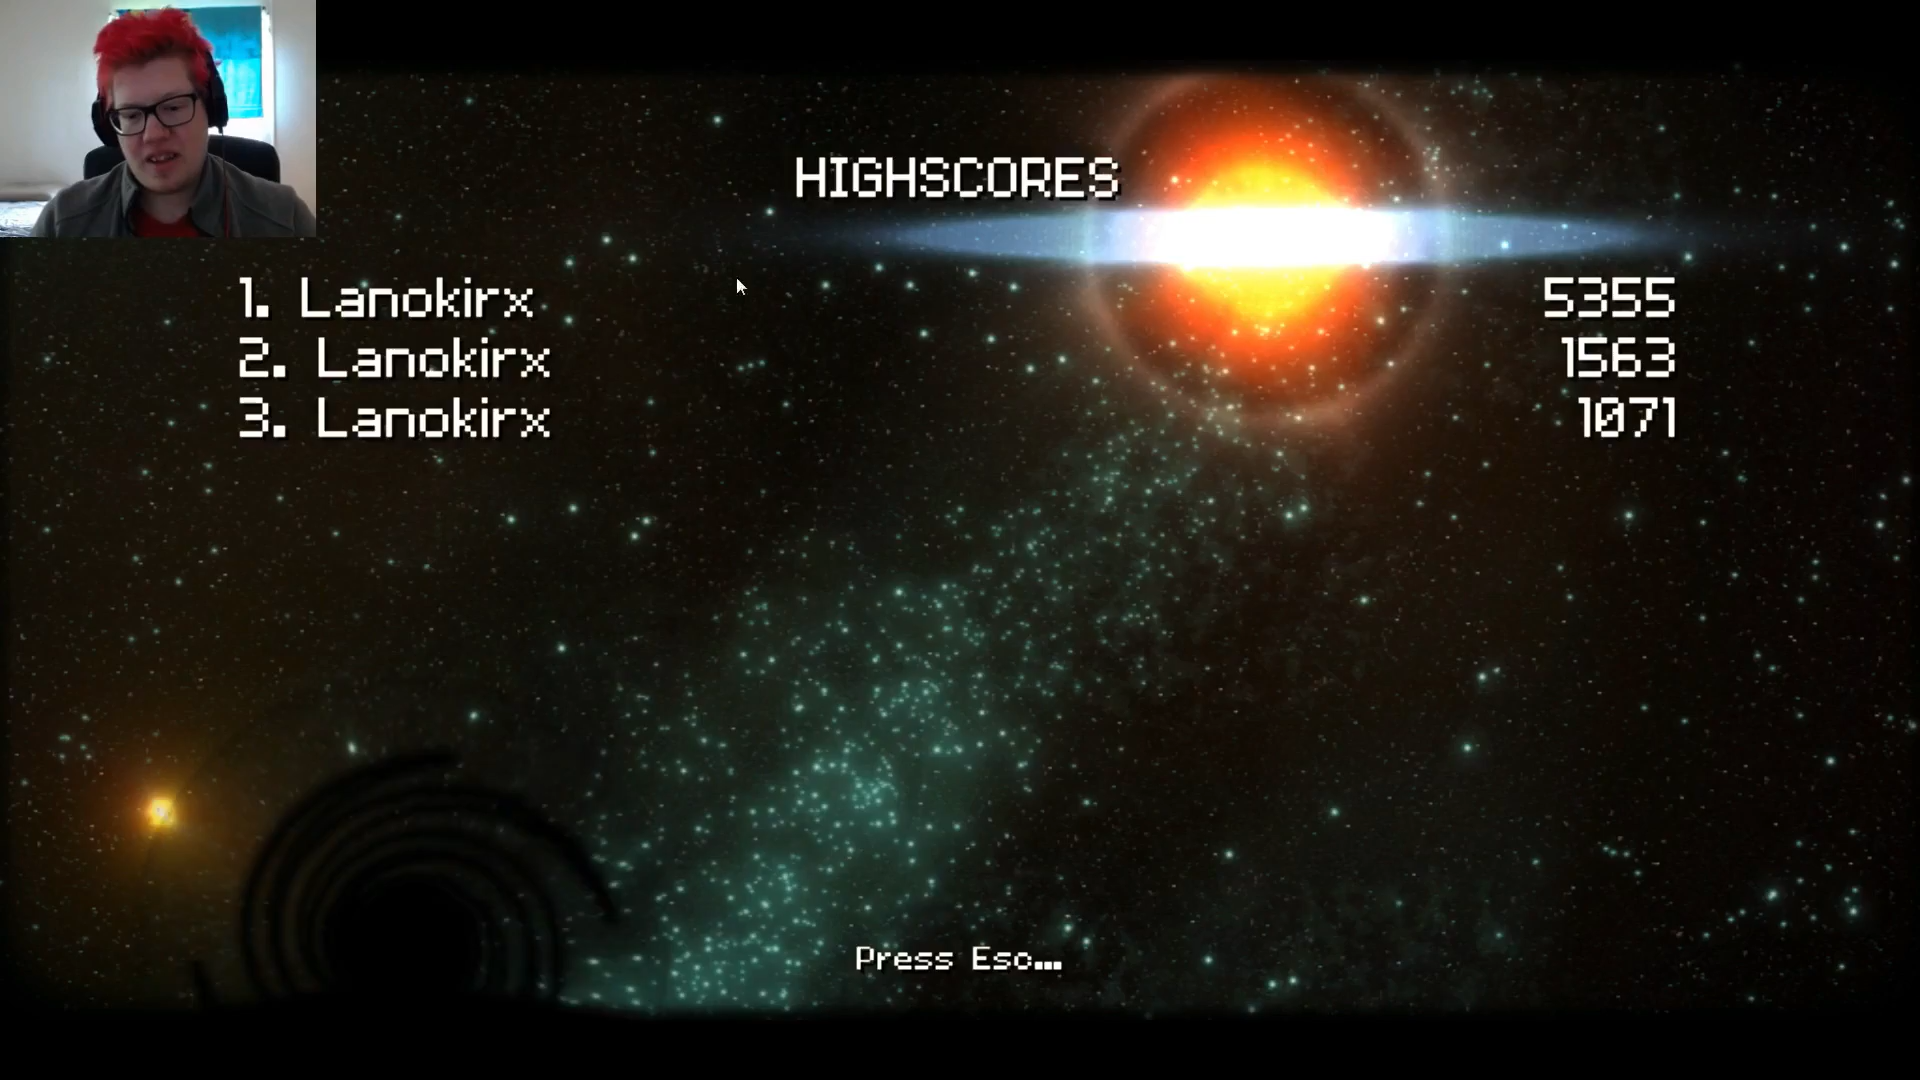 HIGHSCORES
1. Lanokirx 5355
2. Lanokirx 1563
3. Lanokirx 1071
Press Esc...